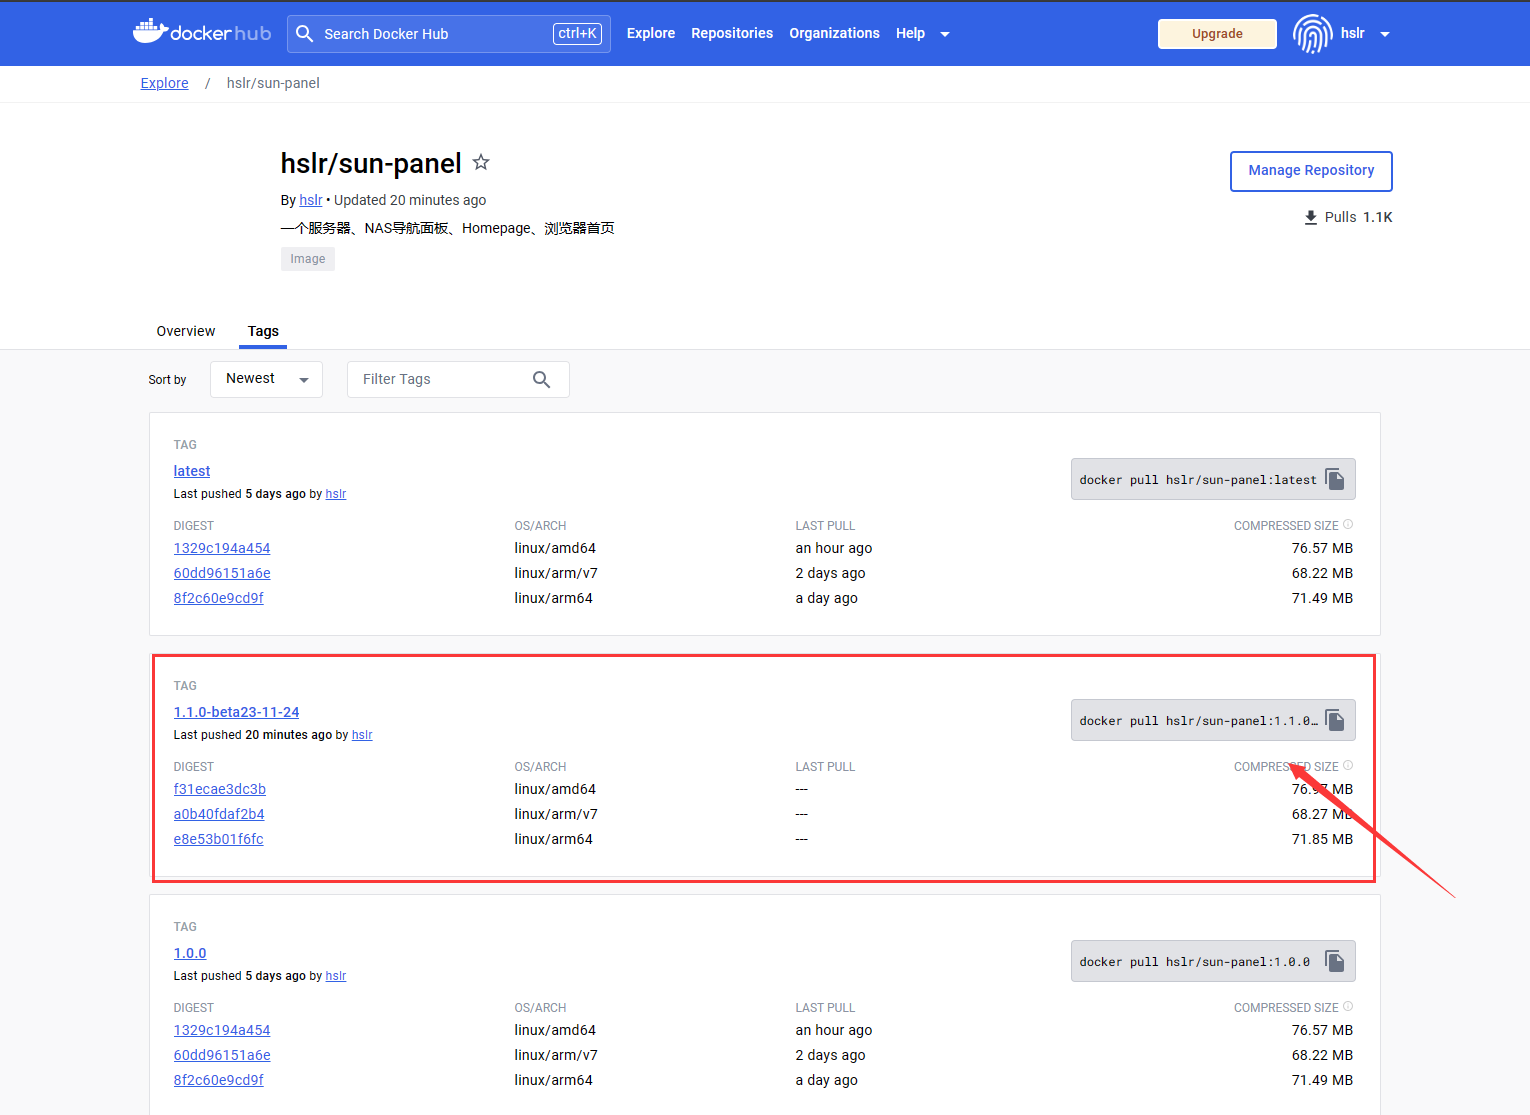 docker hub
Search Docker Hub
ctrl+K
Explore
Repositories
Organizations
Help
Upgrade
hslr
Explore / hslr/sun-panel
hslr/sun-panel
Manage Repository
By hslr • Updated 20 minutes ago
Pulls 1.1K
一个服务器、NAS导航面板、Homepage、浏览器首页
Image
Overview
Tags
Sort by
Newest
Filter Tags
TAG
latest
Last pushed 5 days ago by hslr
docker pull hslr/sun-panel:latest
DIGEST OS/ARCH LAST PULL COMPRESSED SIZE
1329c194a454 linux/amd64 an hour ago 76.57 MB
60dd96151a6e linux/arm/v7 2 days ago 68.22 MB
8f2c60e9cd9f linux/arm64 a day ago 71.49 MB
TAG
1.1.0-beta23-11-24
Last pushed 20 minutes ago by hslr
docker pull hslr/sun-panel:1.1.0…
DIGEST OS/ARCH LAST PULL COMPRESSED SIZE
f31ecae3dc3b linux/amd64 --- 76.97 MB
a0b40fdaf2b4 linux/arm/v7 --- 68.27 MB
e8e53b01f6fc linux/arm64 --- 71.85 MB
TAG
1.0.0
Last pushed 5 days ago by hslr
docker pull hslr/sun-panel:1.0.0
DIGEST OS/ARCH LAST PULL COMPRESSED SIZE
1329c194a454 linux/amd64 an hour ago 76.57 MB
60dd96151a6e linux/arm/v7 2 days ago 68.22 MB
8f2c60e9cd9f linux/arm64 a day ago 71.49 MB